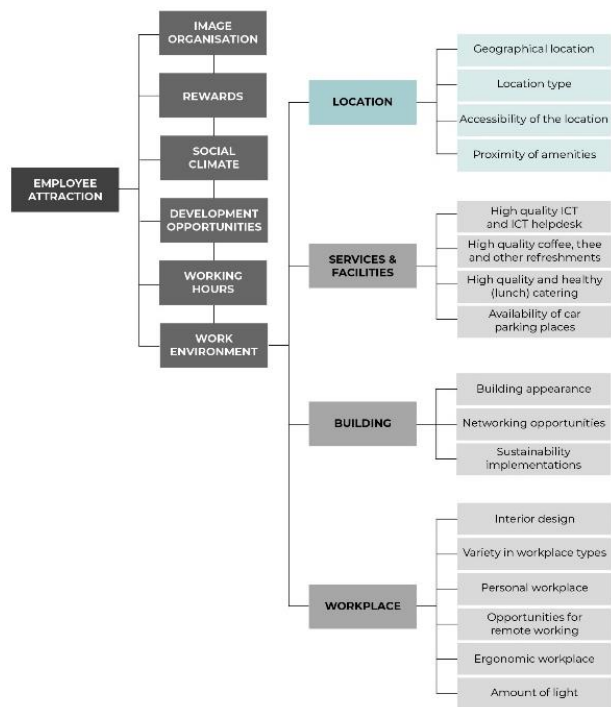 IMAGE
ORGANISATION
REWARDS
SOCIAL
CLIMATE
EMPLOYEE
ATTRACTION
DEVELOPMENT
OPPORTUNITIES
WORKING
HOURS
WORK
ENVIRONMENT
LOCATION
Geographical location
Location type
Accessibility of the location
Proximity of amenities
SERVICES &
FACILITIES
High quality ICT
and ICT helpdesk
High quality coffee, thee
and other refreshments
High quality and healthy
(lunch) catering
Availability of car
parking places
BUILDING
Building appearance
Networking opportunities
Sustainability
implementations
WORKPLACE
Interior design
Variety in workplace types
Personal workplace
Opportunities for
remote working
Ergonomic workplace
Amount of light